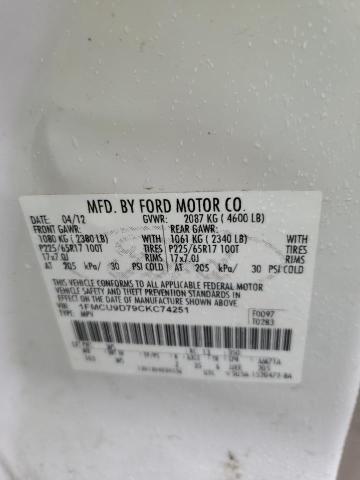 MFD. BY FORD MOTOR CO.
DATE: 04/12 GVWR: 2087 KG ( 4600 LB)
FRONT GAWR: REAR GAWR:
1080 KG ( 2380 LB) 1061 KG ( 2340 LB)
P225/65R17 100T TIRES P225/65R17 100T TIRES
17x7.0J RIMS 17x7.0J RIMS
AT 205 kPa/ 30 PSI COLD AT 205 kPa/ 30 PSI COLD
THIS VEHICLE CONFORMS TO ALL APPLICABLE FEDERAL MOTOR
VEHICLE SAFETY AND THEFT PREVENTION STANDARDS IN EFFECT
ON THE DATE OF MANUFACTURE SHOWN ABOVE.
VIN: 1FMCU9D79CKC74251 F0097
TYPE: MPV T0283